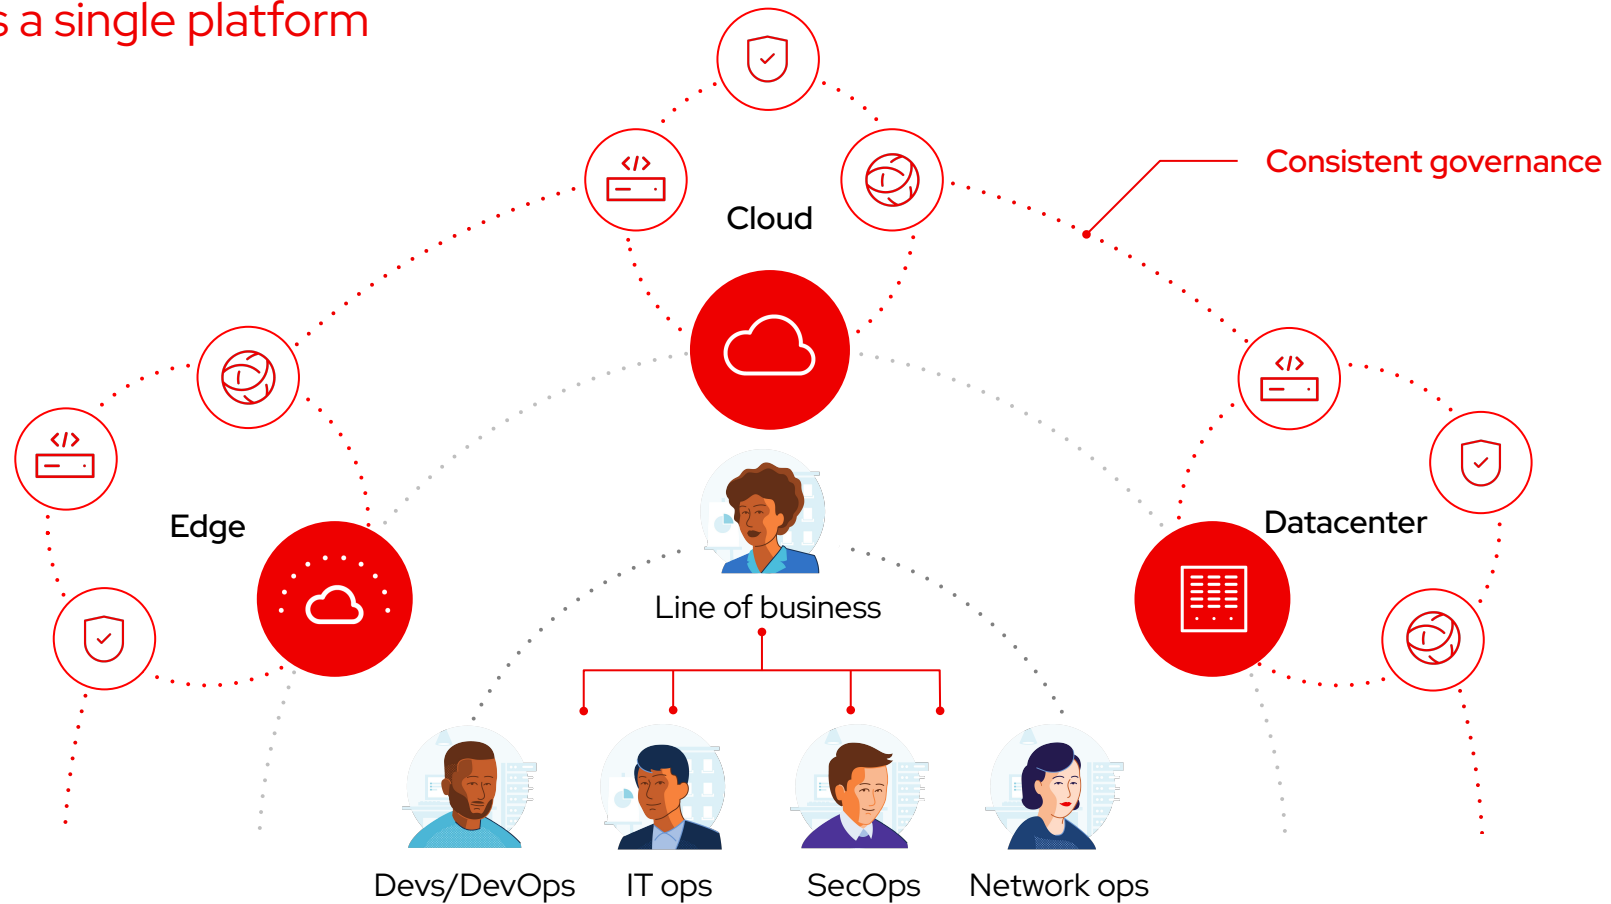 s a single platform
Consistent governance
Cloud
Edge
Datacenter
Line of business
Devs/DevOps
IT ops
SecOps
Network ops